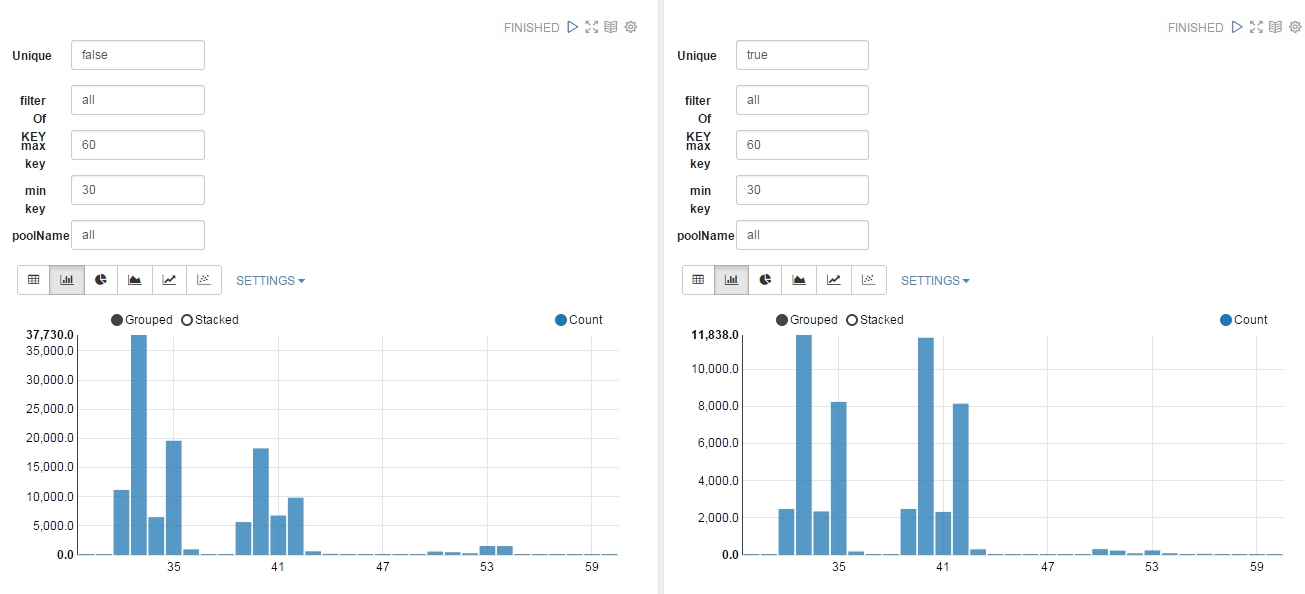 FINISHED
Unique false
filter Of KEY all
max key 60
min key 30
poolName all
SETTINGS
Grouped Stacked Count
37,730.0
35,000.0
30,000.0
25,000.0
20,000.0
15,000.0
10,000.0
5,000.0
0.0
35 41 47 53 59
FINISHED
Unique true
filter Of KEY all
max key 60
min key 30
poolName all
SETTINGS
Grouped Stacked Count
11,838.0
10,000.0
8,000.0
6,000.0
4,000.0
2,000.0
0.0
35 41 47 53 59